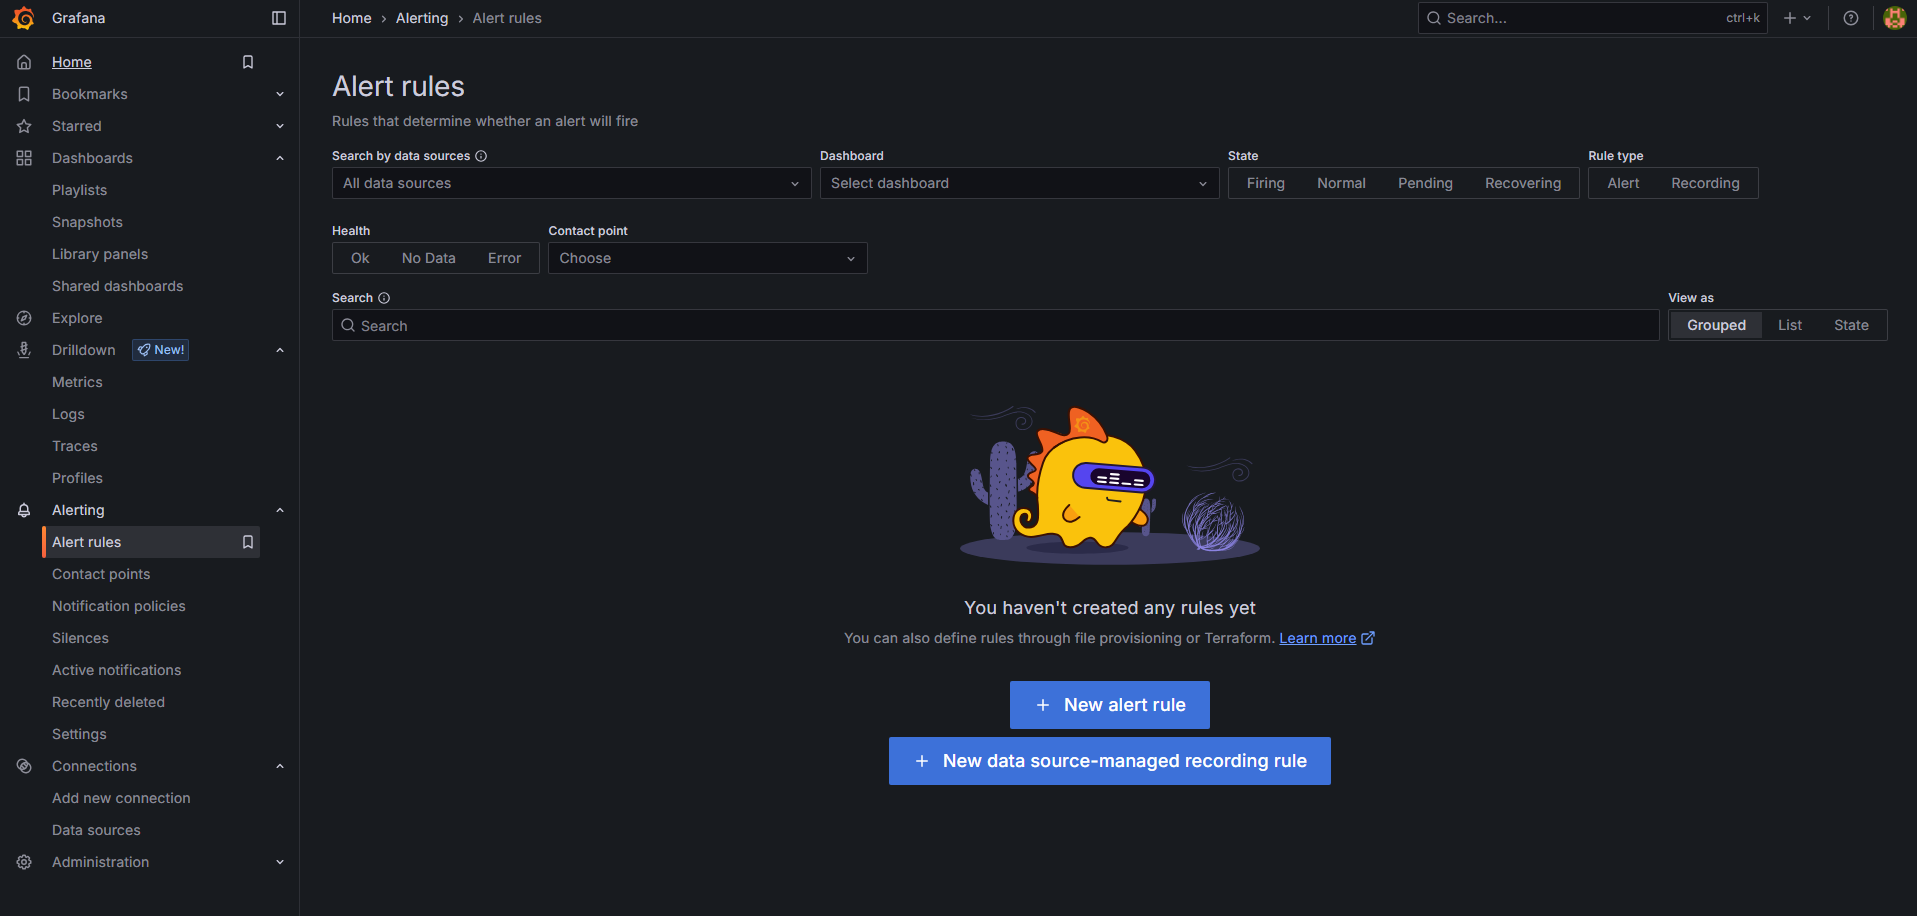 Grafana
Home › Alerting › Alert rules
Search... ctrl+k
Home
Bookmarks
Starred
Dashboards
Playlists
Snapshots
Library panels
Shared dashboards
Explore
Drilldown New!
Metrics
Logs
Traces
Profiles
Alerting
Alert rules
Contact points
Notification policies
Silences
Active notifications
Recently deleted
Settings
Connections
Add new connection
Data sources
Administration
Alert rules
Rules that determine whether an alert will fire
Search by data sources Dashboard State Rule type
All data sources Select dashboard Firing Normal Pending Recovering Alert Recording
Health Contact point
Ok No Data Error Choose
Search View as
Search Grouped List State
You haven't created any rules yet
You can also define rules through file provisioning or Terraform. Learn more
+ New alert rule
+ New data source-managed recording rule